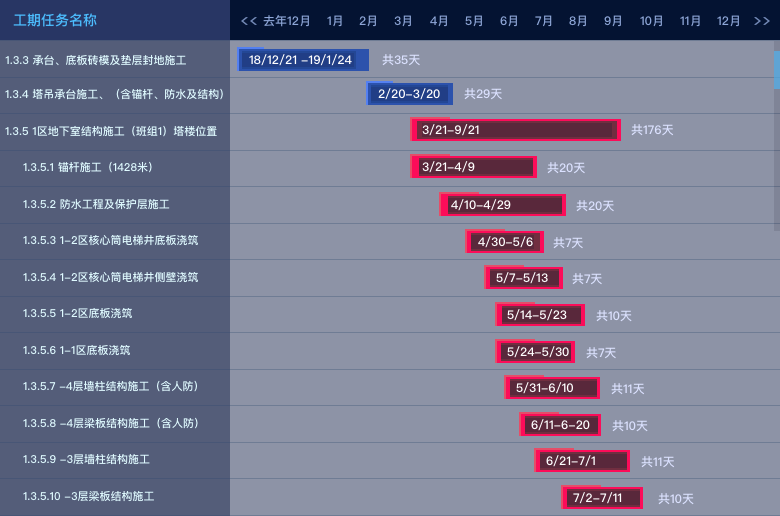 工期任务名称 << 去年12月 1月 2月 3月 4月 5月 6月 7月 8月 9月 10月 11月 12月 >>
1.3.3 承台、底板砖模及垫层封地施工 18/12/21 -19/1/24 共35天
1.3.4 塔吊承台施工、（含锚杆、防水及结构） 2/20-3/20 共29天
1.3.5 1区地下室结构施工（班组1）塔楼位置 3/21-9/21 共176天
1.3.5.1 锚杆施工（1428米） 3/21-4/9 共20天
1.3.5.2 防水工程及保护层施工 4/10-4/29 共20天
1.3.5.3 1-2区核心筒电梯井底板浇筑 4/30-5/6 共7天
1.3.5.4 1-2区核心筒电梯井侧壁浇筑 5/7-5/13 共7天
1.3.5.5 1-2区底板浇筑 5/14-5/23 共10天
1.3.5.6 1-1区底板浇筑 5/24-5/30 共7天
1.3.5.7 -4层墙柱结构施工（含人防） 5/31-6/10 共11天
1.3.5.8 -4层梁板结构施工（含人防） 6/11-6-20 共10天
1.3.5.9 -3层墙柱结构施工 6/21-7/1 共11天
1.3.5.10 -3层梁板结构施工 7/2-7/11 共10天